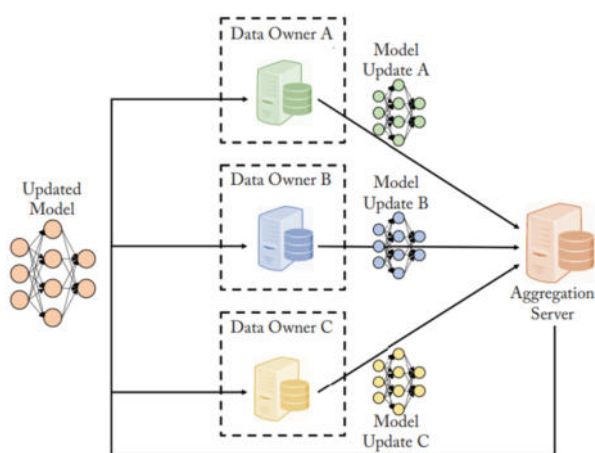 Data Owner A
Model
Update A
Updated
Model
Data Owner B
Model
Update B
Aggregation
Server
Data Owner C
Model
Update C